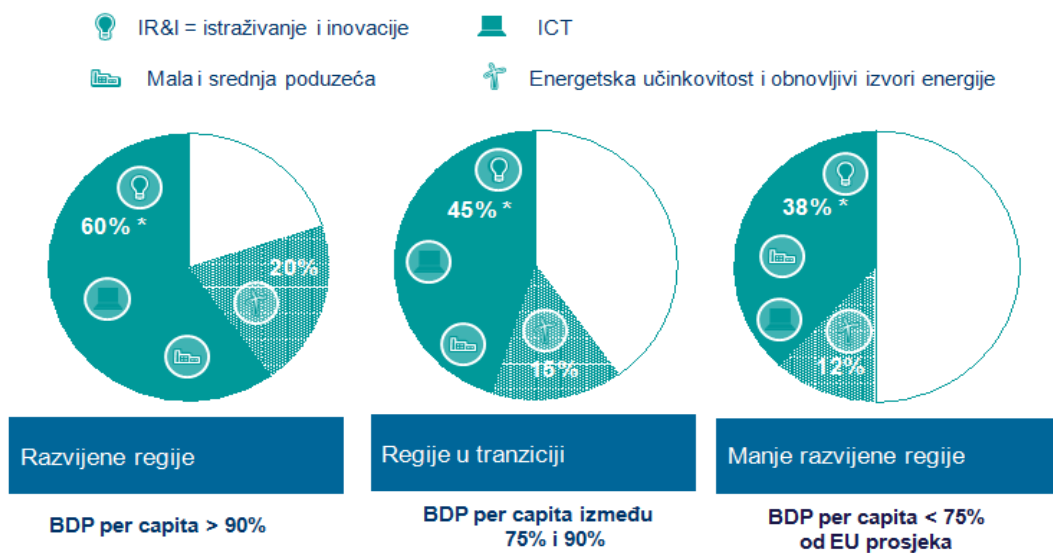 IR&I = istraživanje i inovacije
ICT
Mala i srednja poduzeća
Energetska učinkovitost i obnovljivi izvori energije
60% *
20%
45% *
15%
38% *
12%
Razvijene regije
Regije u tranziciji
Manje razvijene regije
BDP per capita > 90%
BDP per capita između
75% i 90%
BDP per capita < 75%
od EU prosjeka